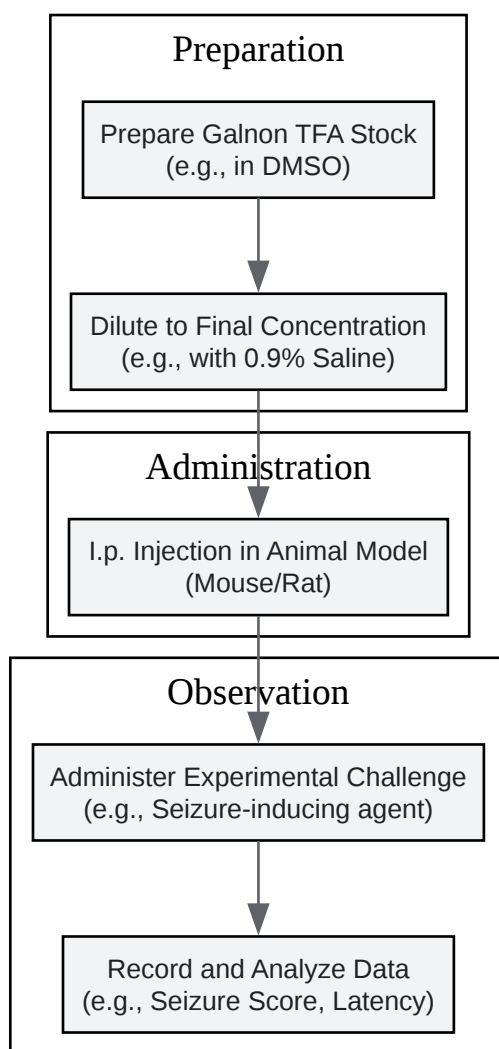 Preparation
Prepare Galnon TFA Stock
(e.g., in DMSO)
Dilute to Final Concentration
(e.g., with 0.9% Saline)
Administration
I.p. Injection in Animal Model
(Mouse/Rat)
Observation
Administer Experimental Challenge
(e.g., Seizure-inducing agent)
Record and Analyze Data
(e.g., Seizure Score, Latency)